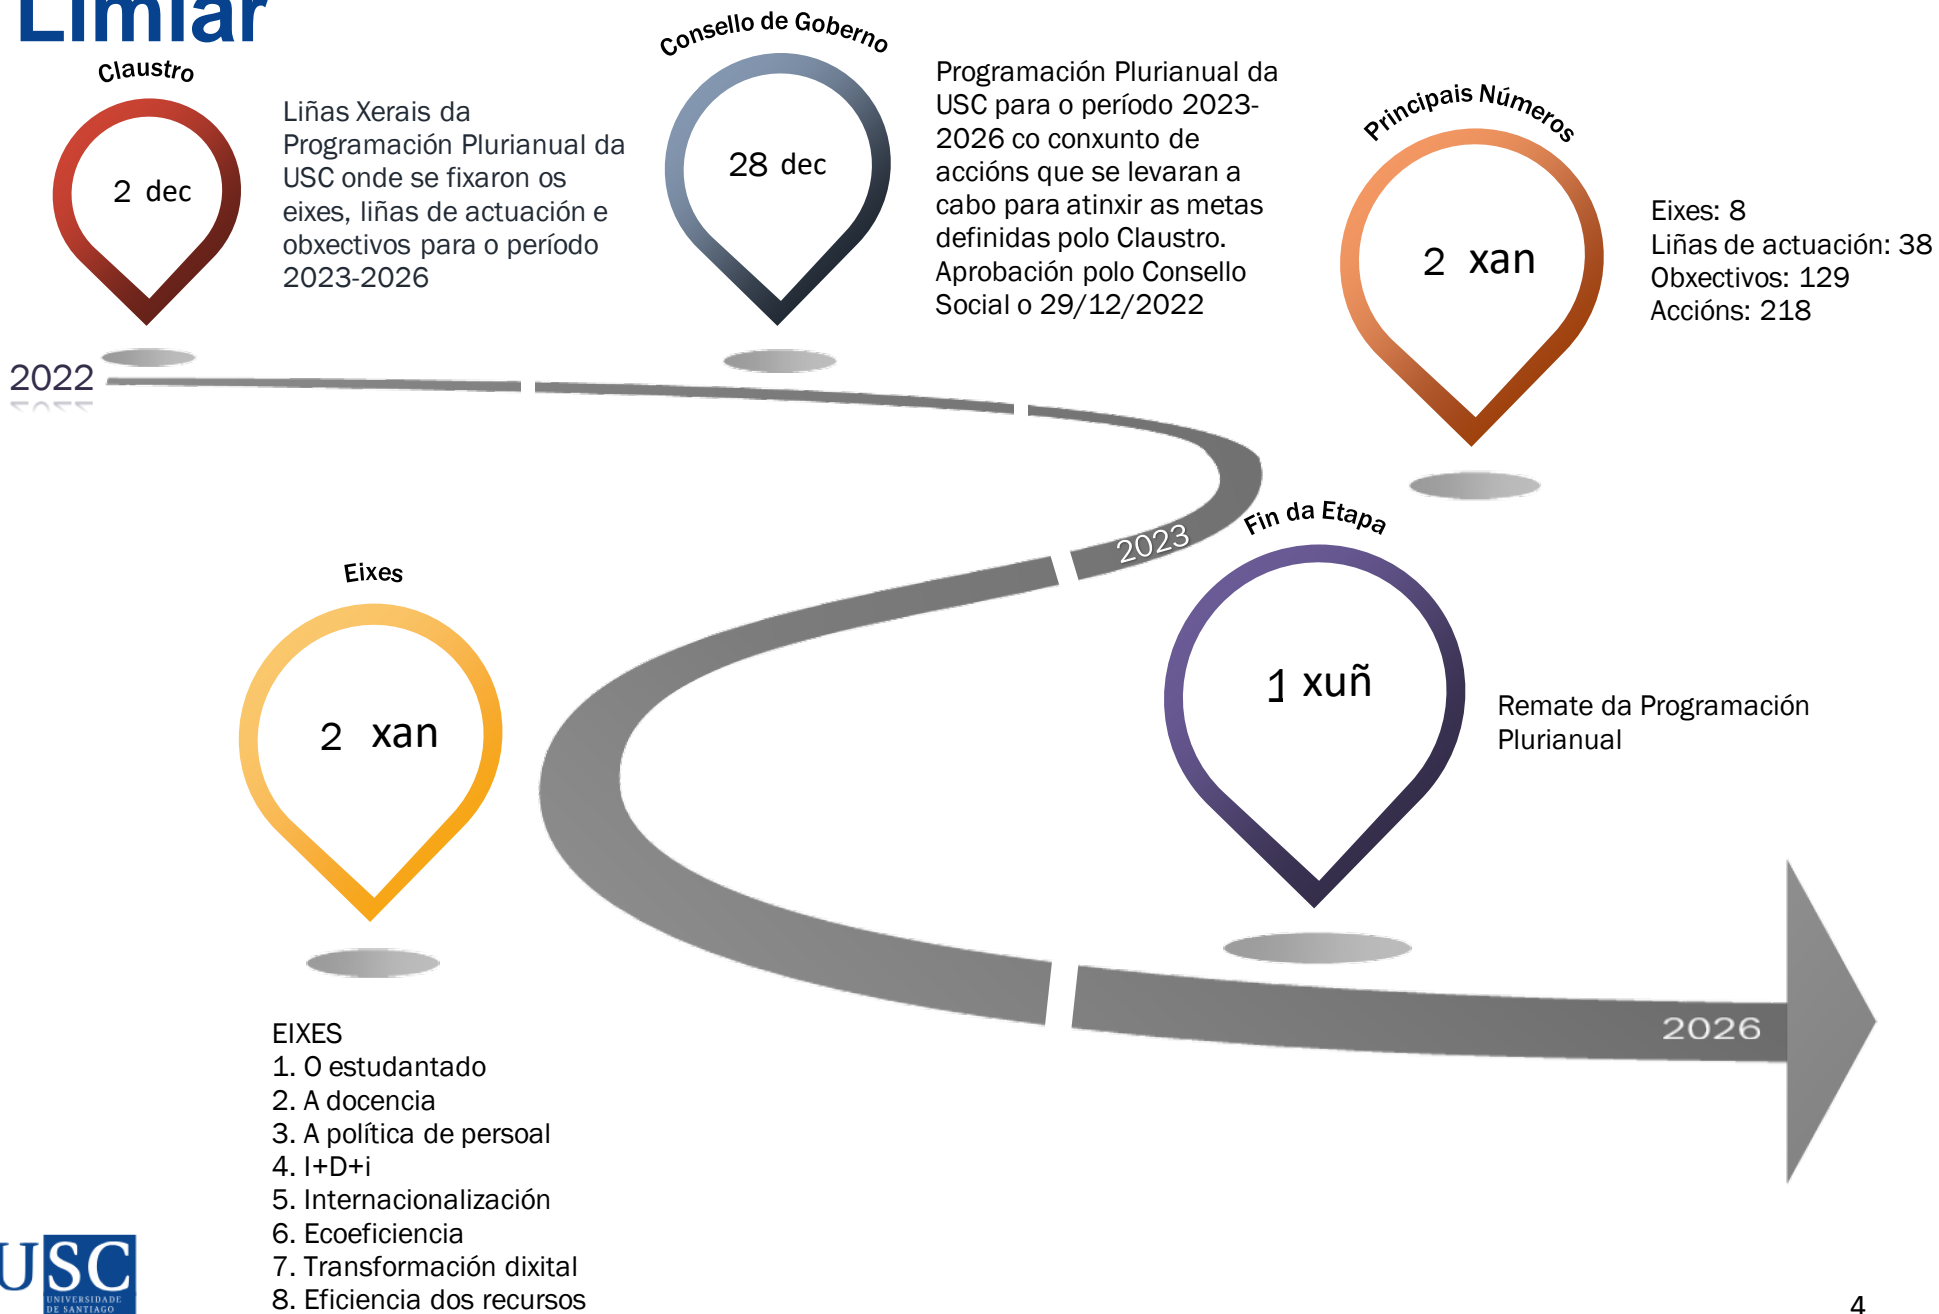 Limiar
Claustro
2 dec
Liñas Xerais da
Programación Plurianual da
USC onde se fixaron os
eixes, liñas de actuación e
obxectivos para o período
2023-2026
Consello de Goberno
28 dec
Programación Plurianual da
USC para o período 2023-
2026 co conxunto de
accións que se levaran a
cabo para atinxir as metas
definidas polo Claustro.
Aprobación polo Consello
Social o 29/12/2022
Principais Números
2 xan
Eixes: 8
Liñas de actuación: 38
Obxectivos: 129
Accións: 218
2022
2023
Fin da Etapa
1 xuñ
Remate da Programación
Plurianual
Eixes
2 xan
2026
EIXES
1. O estudantado
2. A docencia
3. A política de persoal
4. I+D+i
5. Internacionalización
6. Ecoeficiencia
7. Transformación dixital
8. Eficiencia dos recursos
USC
UNIVERSIDADE
DE SANTIAGO
4